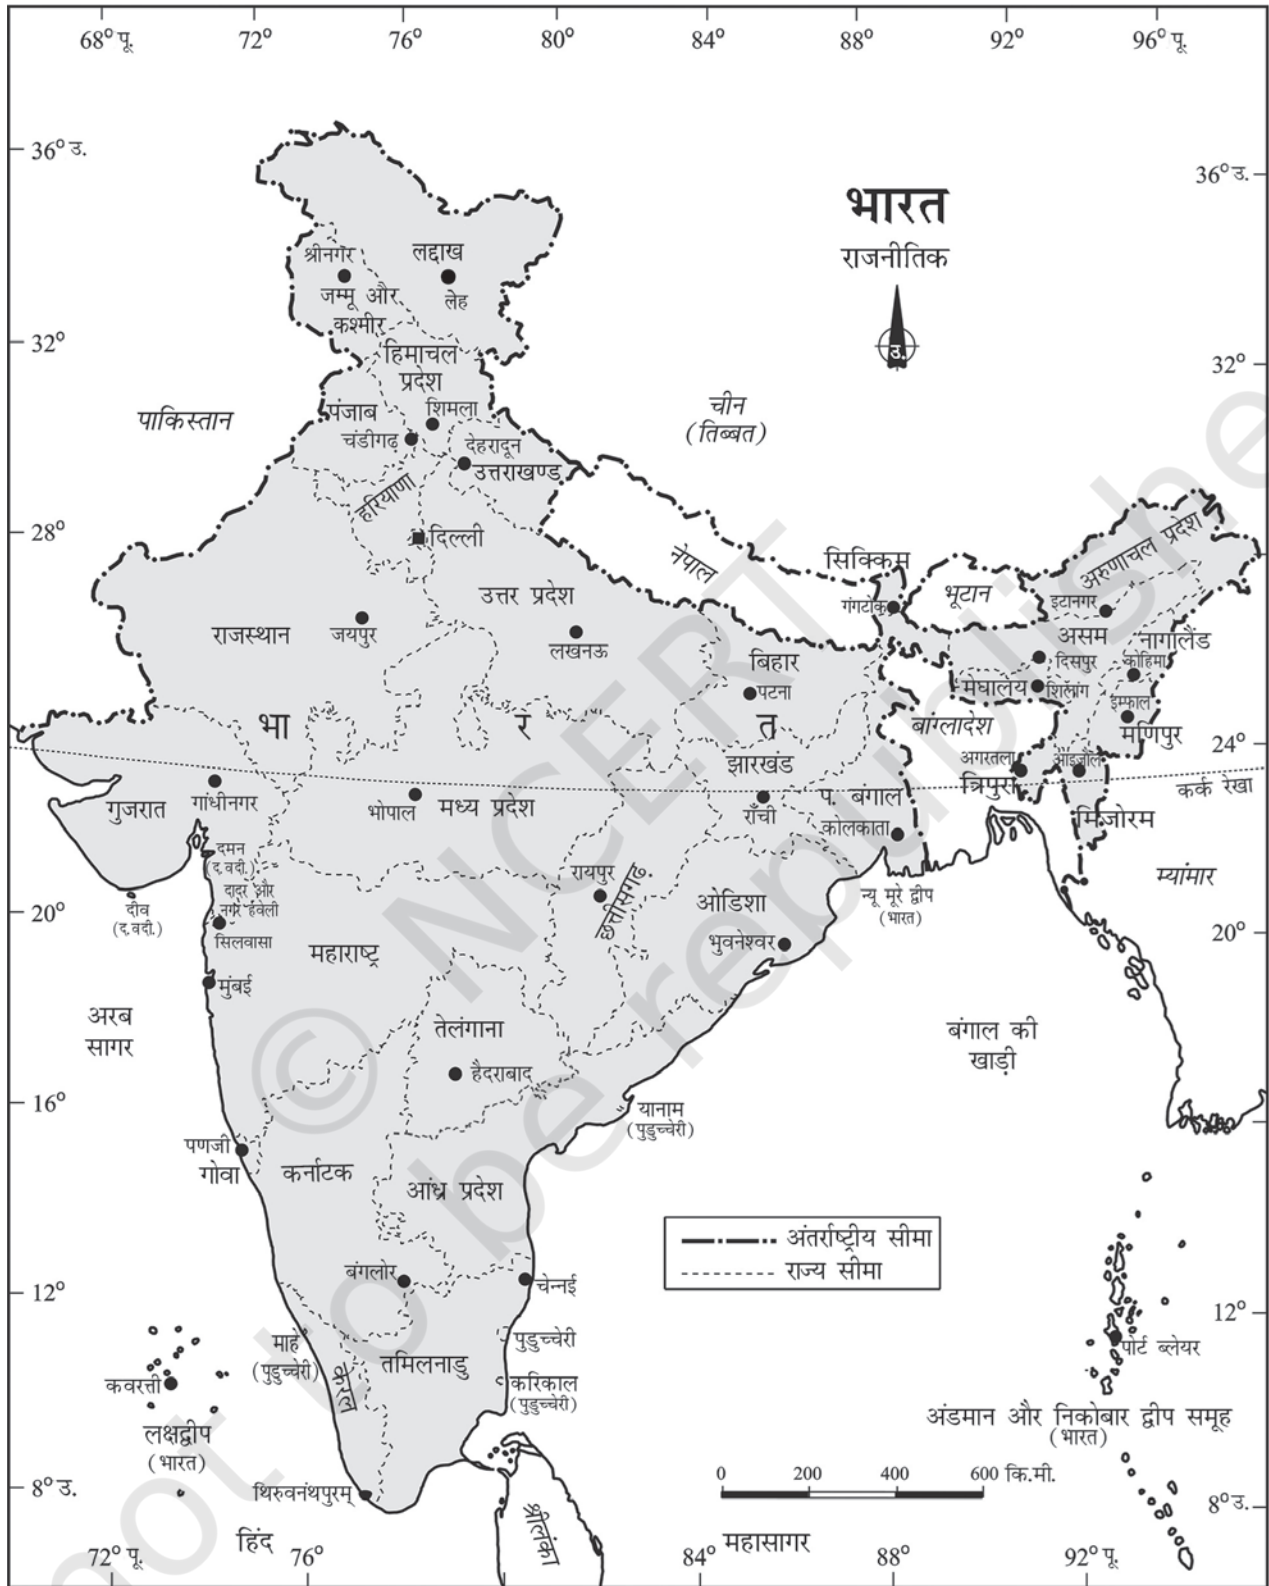 68° पू.
72°
76°
80°
84°
88°
92°
96° पू.
36° उ.
36° उ.
भारत
राजनीतिक
उ.
श्रीनगर
लद्दाख
लेह
जम्मू और
कश्मीर
32°
32°
हिमाचल
प्रदेश
पंजाब
शिमला
चंडीगढ़
देहरादून
उत्तराखण्ड
पाकिस्तान
चीन
(तिब्बत)
हरियाणा
28°
दिल्ली
नेपाल
सिक्किम
गंगटोक
भूटान
अरुणाचल प्रदेश
इटानगर
उत्तर प्रदेश
राजस्थान
जयपुर
लखनऊ
बिहार
पटना
असम
नागालैंड
दिसपुर
कोहिमा
मेघालय
शिलांग
इम्फाल
मणिपुर
भा र त
बांग्लादेश
24°
झारखंड
अगरतला
आइजोल
त्रिपुरा
कर्क रेखा
गुजरात
गांधीनगर
भोपाल
मध्य प्रदेश
राँची
प. बंगाल
कोलकाता
मिजोरम
म्यांमार
दमन
(द.वदी.)
दादर और
नगर हवेली
सिलवासा
दीव
(द.वदी.)
20°
20°
रायपुर
छत्तीसगढ़
ओडिशा
भुवनेश्वर
न्यू मूरे द्वीप
(भारत)
महाराष्ट्र
मुंबई
अरब
सागर
तेलंगाना
हैदराबाद
बंगाल की
खाड़ी
16°
यानाम
(पुडुच्चेरी)
पणजी
गोवा
कर्नाटक
आंध्र प्रदेश
अंतर्राष्ट्रीय सीमा
राज्य सीमा
बंगलोर
चेन्नई
12°
12°
माहे
(पुडुच्चेरी)
पुडुच्चेरी
केरल
तमिलनाडु
करिकाल
(पुडुच्चेरी)
पोर्ट ब्लेयर
कवरत्ती
लक्षद्वीप
(भारत)
अंडमान और निकोबार द्वीप समूह
(भारत)
0 200 400 600 कि.मी.
8° उ.
8° उ.
थिरुवनंथपुरम्
श्रीलंका
हिंद
महासागर
72° पू.
76°
84°
88°
92° पू.
© NCERT
not to be republishe